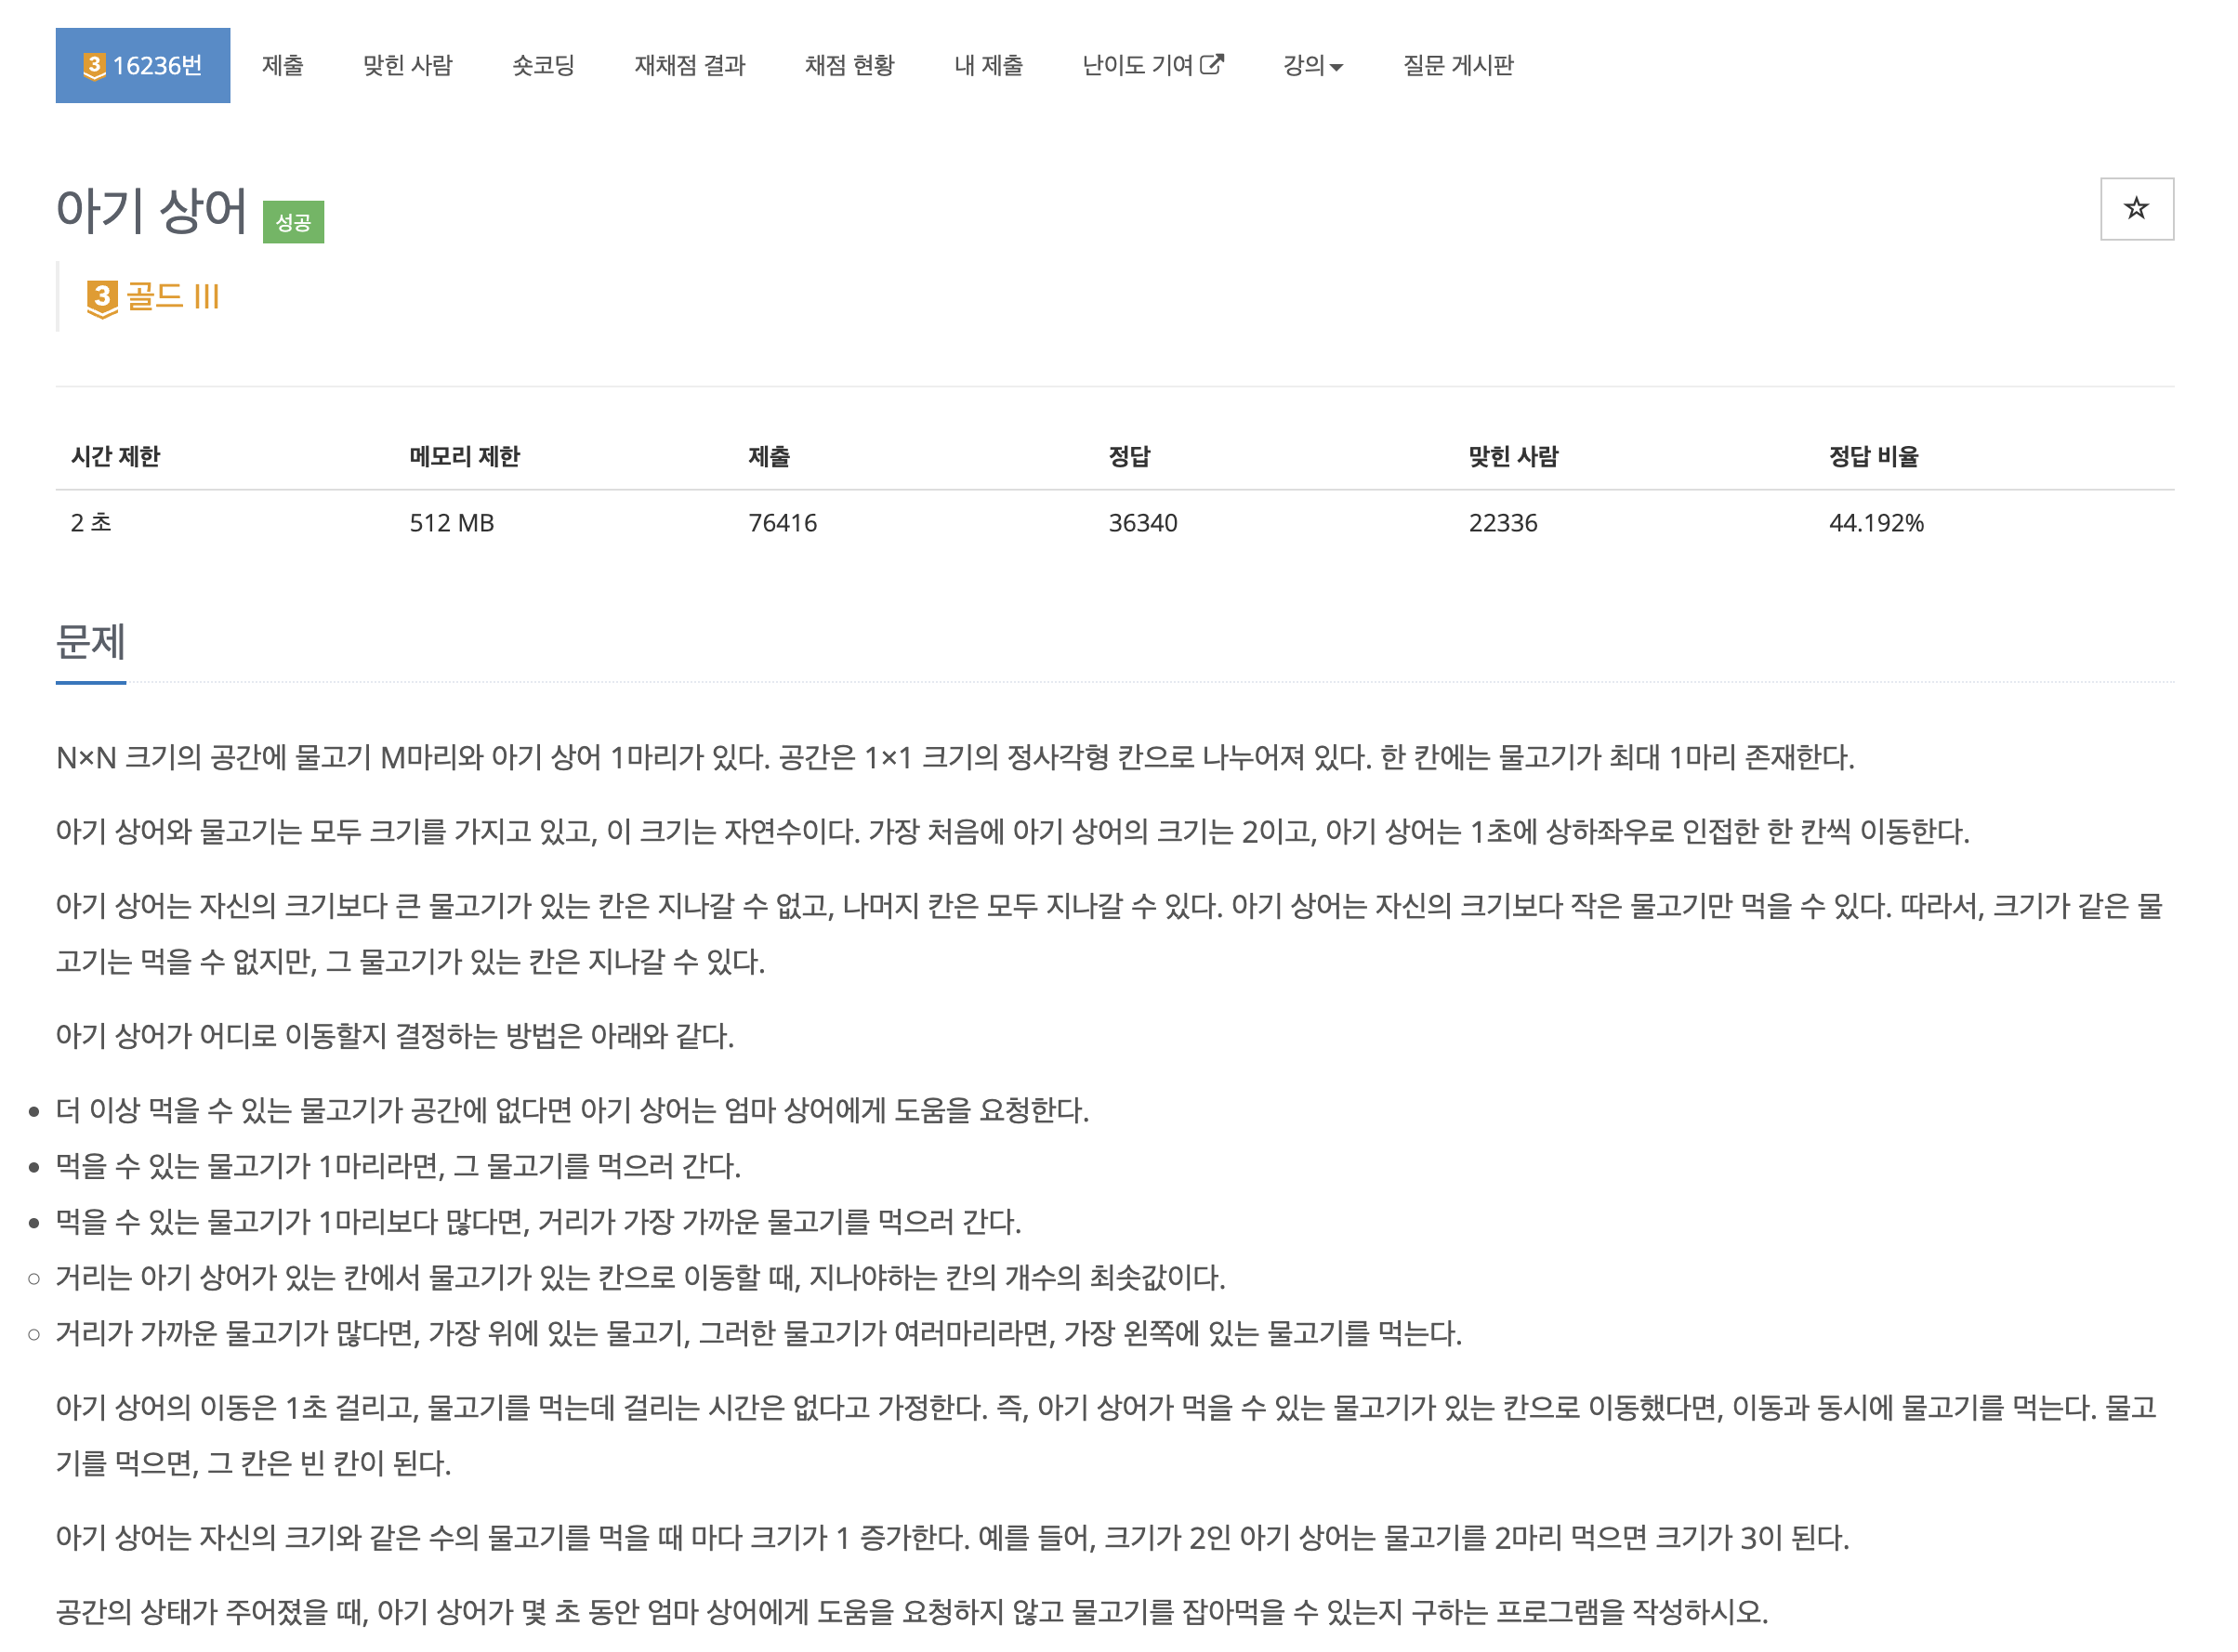 3 16236번 제출 맞힌 사람 숏코딩 재채점 결과 채점 현황 내 제출 난이도 기여 강의 질문 게시판
아기 상어 성공
3 골드 III
시간 제한 메모리 제한 제출 정답 맞힌 사람 정답 비율
2 초 512 MB 76416 36340 22336 44.192%
문제
N×N 크기의 공간에 물고기 M마리와 아기 상어 1마리가 있다. 공간은 1×1 크기의 정사각형 칸으로 나누어져 있다. 한 칸에는 물고기가 최대 1마리 존재한다.
아기 상어와 물고기는 모두 크기를 가지고 있고, 이 크기는 자연수이다. 가장 처음에 아기 상어의 크기는 2이고, 아기 상어는 1초에 상하좌우로 인접한 한 칸씩 이동한다.
아기 상어는 자신의 크기보다 큰 물고기가 있는 칸은 지나갈 수 없고, 나머지 칸은 모두 지나갈 수 있다. 아기 상어는 자신의 크기보다 작은 물고기만 먹을 수 있다. 따라서, 크기가 같은 물
고기는 먹을 수 없지만, 그 물고기가 있는 칸은 지나갈 수 있다.
아기 상어가 어디로 이동할지 결정하는 방법은 아래와 같다.
• 더 이상 먹을 수 있는 물고기가 공간에 없다면 아기 상어는 엄마 상어에게 도움을 요청한다.
• 먹을 수 있는 물고기가 1마리라면, 그 물고기를 먹으러 간다.
• 먹을 수 있는 물고기가 1마리보다 많다면, 거리가 가장 가까운 물고기를 먹으러 간다.
○ 거리는 아기 상어가 있는 칸에서 물고기가 있는 칸으로 이동할 때, 지나야하는 칸의 개수의 최솟값이다.
○ 거리가 가까운 물고기가 많다면, 가장 위에 있는 물고기, 그러한 물고기가 여러마리라면, 가장 왼쪽에 있는 물고기를 먹는다.
아기 상어의 이동은 1초 걸리고, 물고기를 먹는데 걸리는 시간은 없다고 가정한다. 즉, 아기 상어가 먹을 수 있는 물고기가 있는 칸으로 이동했다면, 이동과 동시에 물고기를 먹는다. 물고
기를 먹으면, 그 칸은 빈 칸이 된다.
아기 상어는 자신의 크기와 같은 수의 물고기를 먹을 때 마다 크기가 1 증가한다. 예를 들어, 크기가 2인 아기 상어는 물고기를 2마리 먹으면 크기가 3이 된다.
공간의 상태가 주어졌을 때, 아기 상어가 몇 초 동안 엄마 상어에게 도움을 요청하지 않고 물고기를 잡아먹을 수 있는지 구하는 프로그램을 작성하시오.